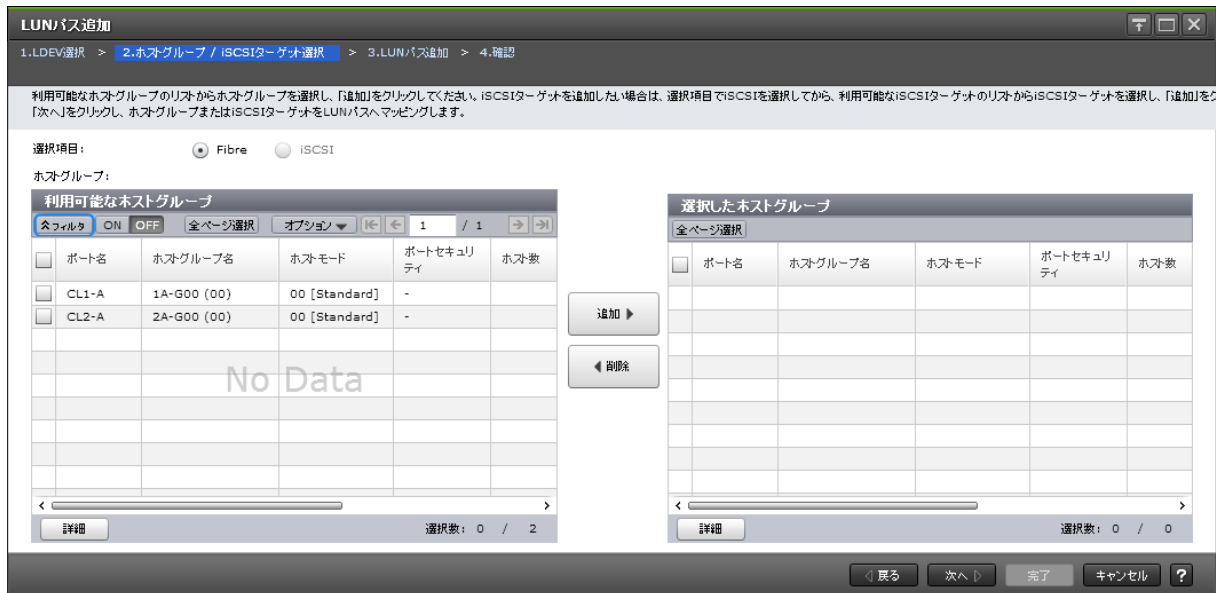 LUNパス追加
1.LDEV選択 > 2.ホストグループ / iSCSIターゲット選択 > 3.LUNパス追加 > 4.確認
利用可能なホストグループのリストからホストグループを選択し、「追加」をクリックしてください。iSCSIターゲットを追加したい場合は、選択項目でiSCSIを選択してから、利用可能なiSCSIターゲットのリストからiSCSIターゲットを選択し、「追加」をク
「次へ」をクリックし、ホストグループまたはiSCSIターゲットをLUNパスへマッピングします。
選択項目: Fibre iSCSI
ホストグループ:
利用可能なホストグループ
フィルタ ON OFF 全ページ選択 オプション 1 / 1
ポート名 ホストグループ名 ホストモード ポートセキュリティ ホスト数
CL1-A 1A-G00 (00) 00 [Standard] -
CL2-A 2A-G00 (00) 00 [Standard] -
No Data
詳細 選択数: 0 / 2
追加
削除
選択したホストグループ
全ページ選択
ポート名 ホストグループ名 ホストモード ポートセキュリティ ホスト数
詳細 選択数: 0 / 0
戻る 次へ 完了 キャンセル ?